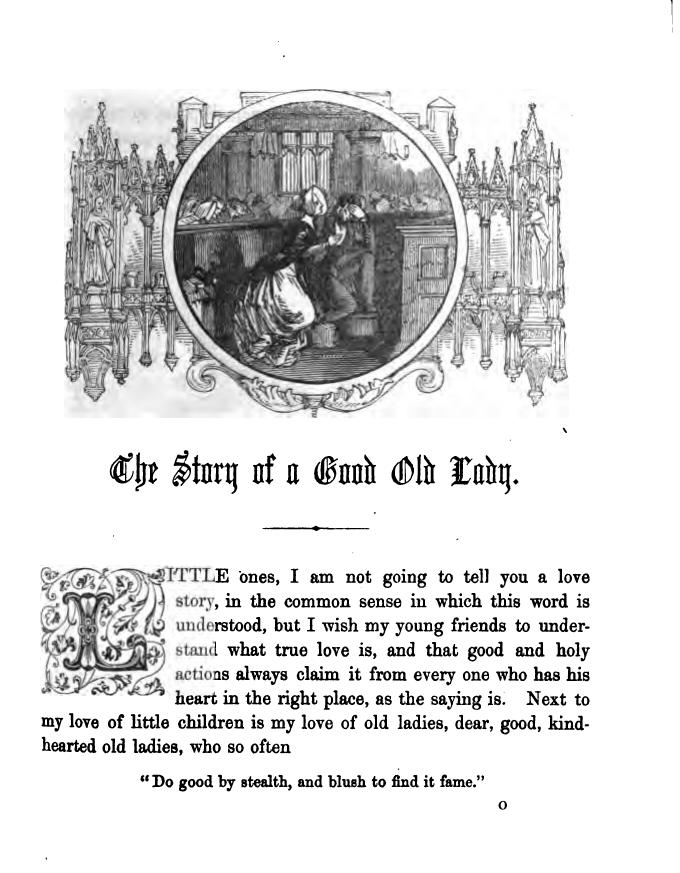 The Story of a Good Old Lady.
LITTLE ones, I am not going to tell you a love
story, in the common sense in which this word is
understood, but I wish my young friends to under-
stand what true love is, and that good and holy
actions always claim it from every one who has his
heart in the right place, as the saying is. Next to
my love of little children is my love of old ladies, dear, good, kind-
hearted old ladies, who so often
“Do good by stealth, and blush to find it fame.”
O